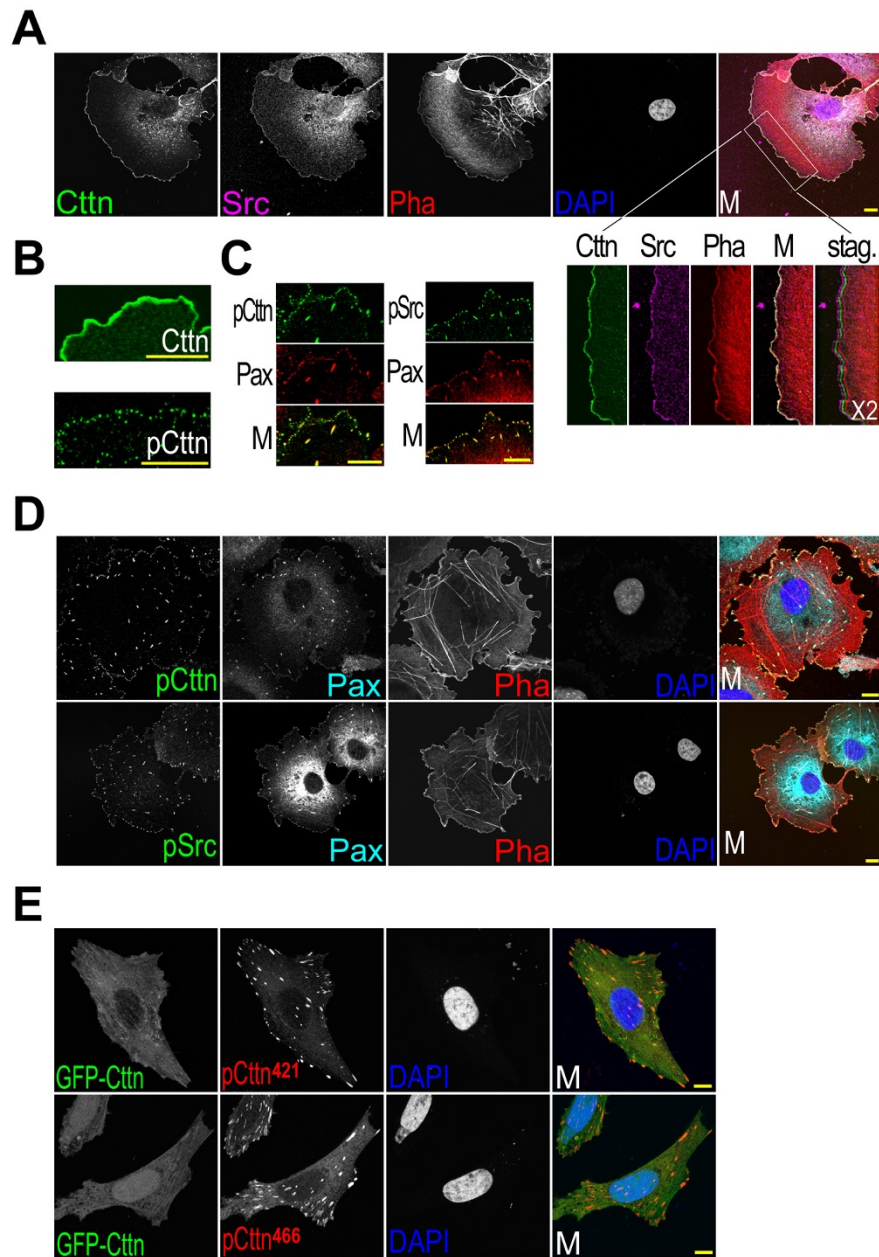 A
Cttn Src Pha DAPI M
Cttn Src Pha M stag.
X2
B
Cttn
pCttn
C
pCttn pSrc
Pax Pax
M M
D
pCttn Pax Pha DAPI M
pSrc Pax Pha DAPI M
E
GFP-Cttn pCttn421 DAPI M
GFP-Cttn pCttn466 DAPI M